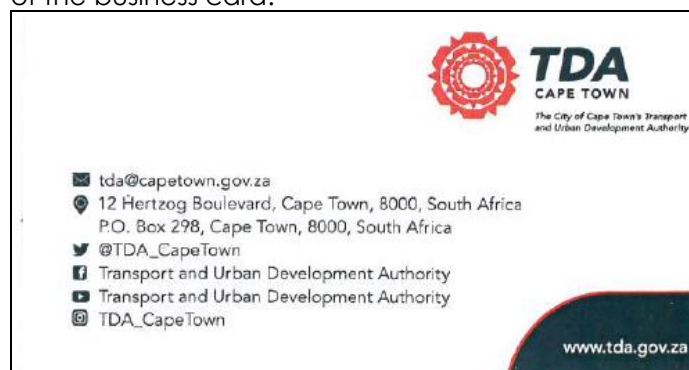 of the business card:
TDA
CAPE TOWN
The City of Cape Town's Transport
and Urban Development Authority
tda@capetown.gov.za
12 Hertzog Boulevard, Cape Town, 8000, South Africa
P.O. Box 298, Cape Town, 8000, South Africa
@TDA_CapeTown
Transport and Urban Development Authority
Transport and Urban Development Authority
TDA_CapeTown
www.tda.gov.za